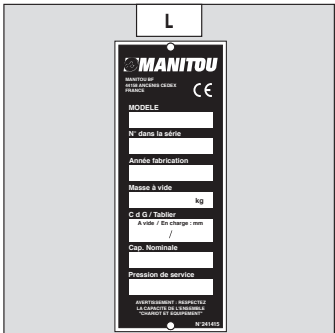 L
MANITOU
MANITOU BF
44158 ANCENIS CEDEX
FRANCE
CE
MODELE
N° dans la série
Année fabrication
Masse à vide
kg
C d G / Tablier
A vide / En charge : mm
/
Cap. Nominale
Pression de service
AVERTISSEMENT : RESPECTEZ
LA CAPACITE DE L'ENSEMBLE
"CHARIOT ET EQUIPEMENT"
N°241415